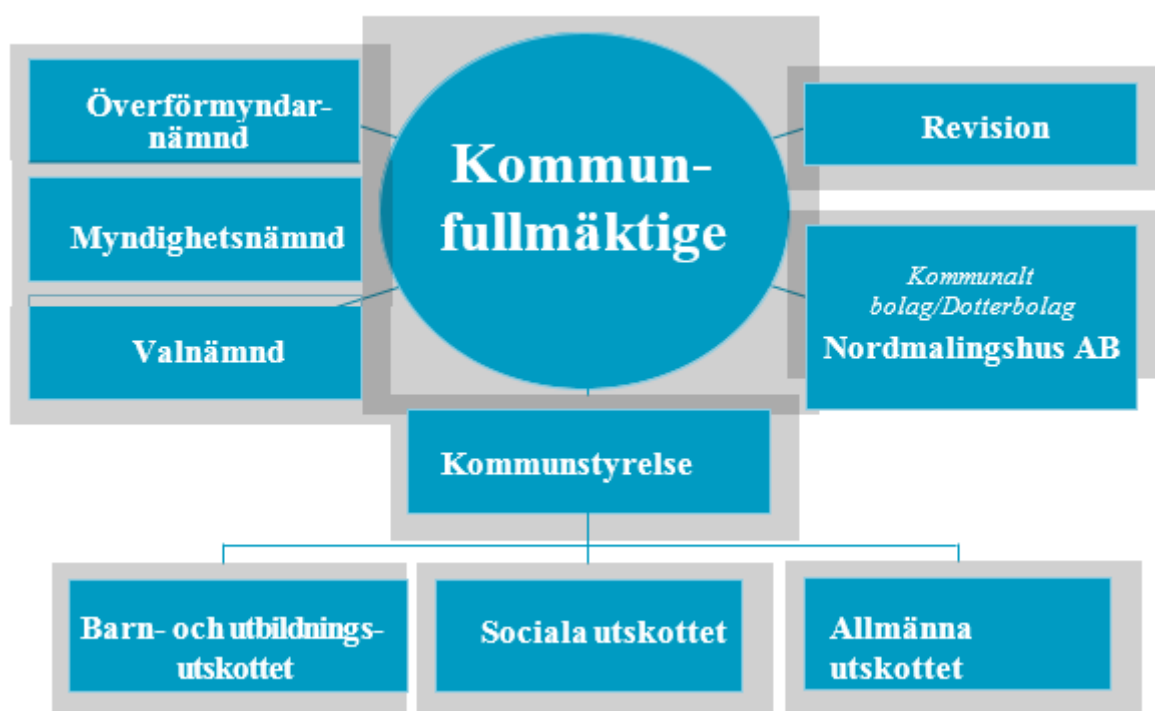 Överförmyndar-
nämnd
Myndighetsnämnd
Valnämnd
Kommun-
fullmäktige
Revision
Kommunalt
bolag/Dotterbolag
Nordmalingshus AB
Kommunstyrelse
Barn- och utbildnings-
utskottet
Sociala utskottet
Allmänna
utskottet